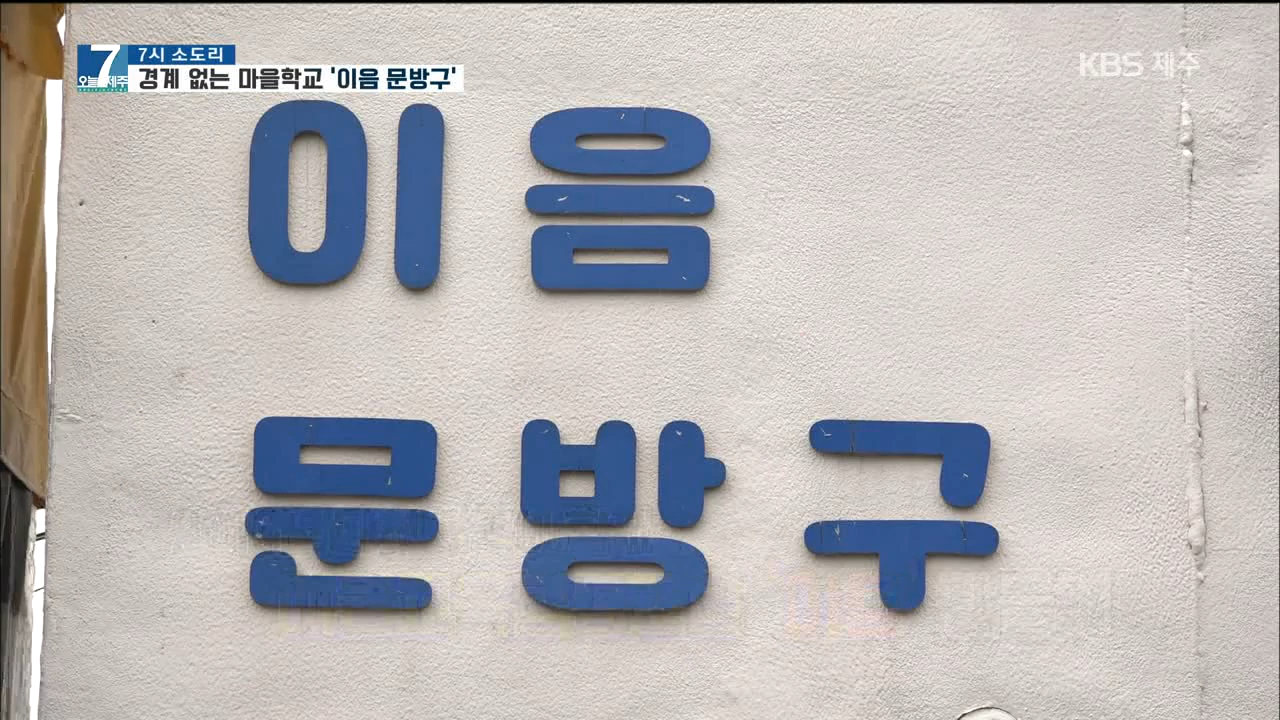 7시 소도리
오늘 7 제주
경계 없는 마을학교 '이음 문방구'
KBS 제주
이음
문방구